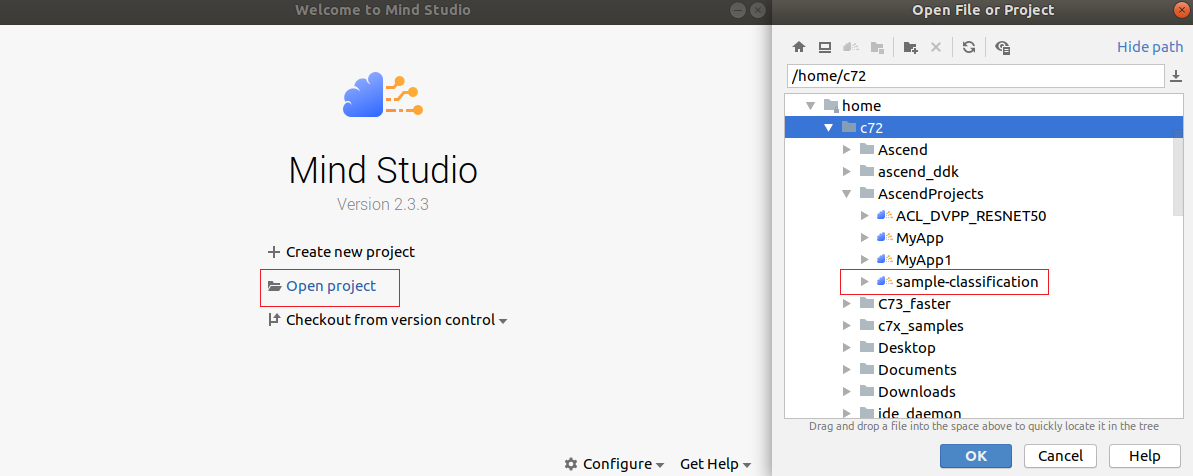 Welcome to Mind Studio
Mind Studio
Version 2.3.3
Create new project
Open project
Checkout from version control
Configure
Get Help
Open File or Project
Hide path
/home/c72
home
c72
Ascend
ascend_ddk
AscendProjects
ACL_DVPP_RESNET50
MyApp
MyApp1
sample-classification
C73_faster
c7x_samples
Desktop
Documents
Downloads
ide_daemon
Drag and drop a file into the space above to quickly locate it in the tree
OK
Cancel
Help